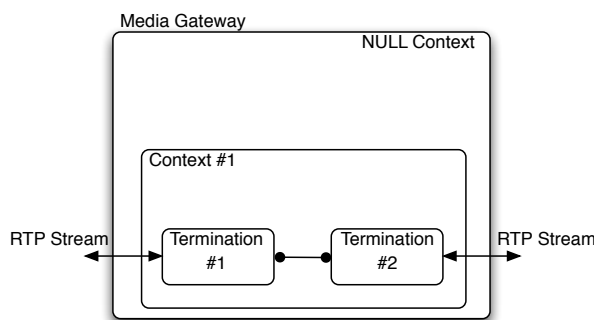 Media Gateway
NULL Context
Context #1
RTP Stream
Termination
#1
Termination
#2
RTP Stream